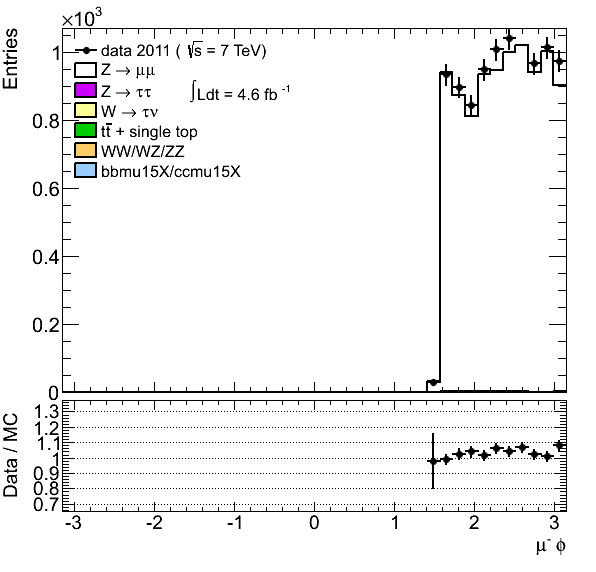 ×10³
Entries
1
0.8
0.6
0.4
0.2
0
data 2011 ( √s = 7 TeV)
Z → μμ
Z → ττ
W → τν
tt̄ + single top
WW/WZ/ZZ
bbmu15X/ccmu15X
∫Ldt = 4.6 fb⁻¹
Data / MC
1.3
1.2
1.1
1
0.9
0.8
0.7
-3 -2 -1 0 1 2 3
μ⁻ ϕ